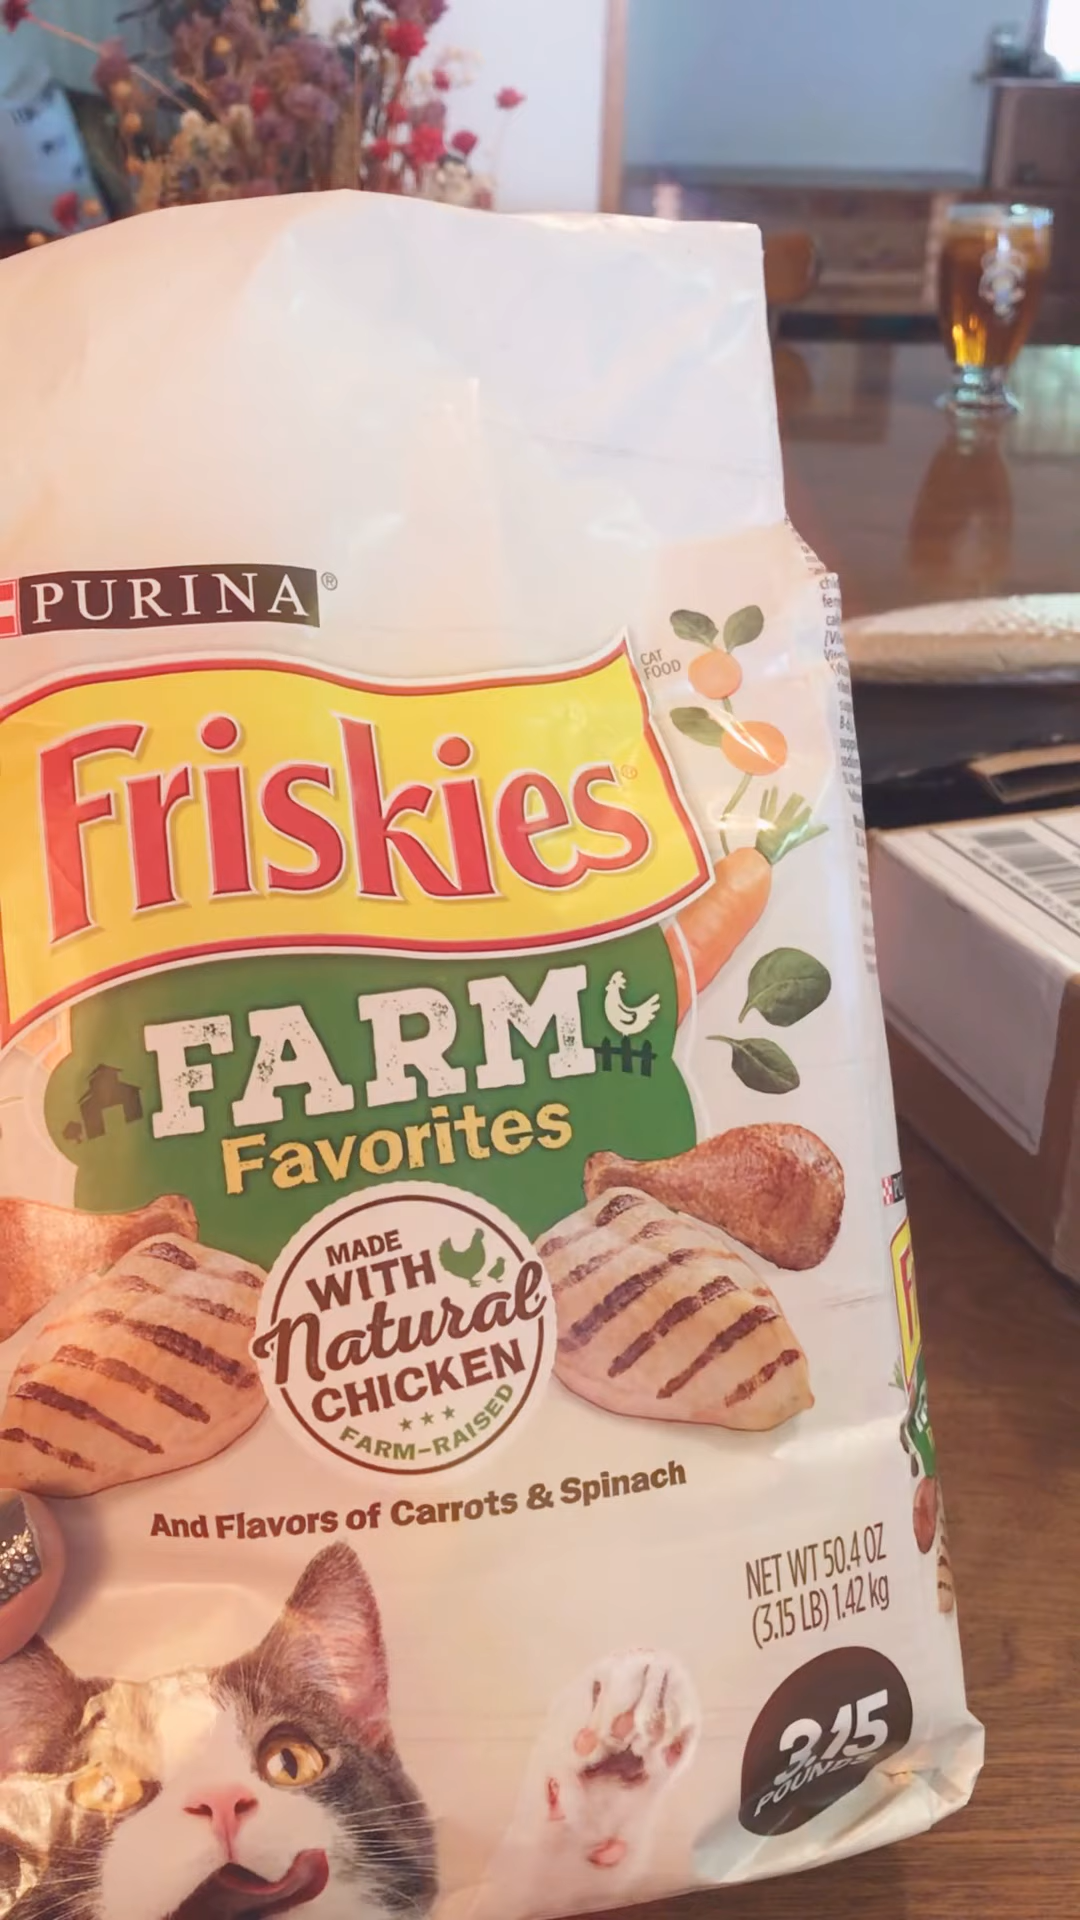 PURINA®
CAT
FOOD
Friskies®
FARM
Favorites
MADE
WITH
Natural
CHICKEN
FARM-RAISED
And Flavors of Carrots & Spinach
NET WT 50.4 OZ
(3.15 LB) 1.42 kg
3.15
POUNDS